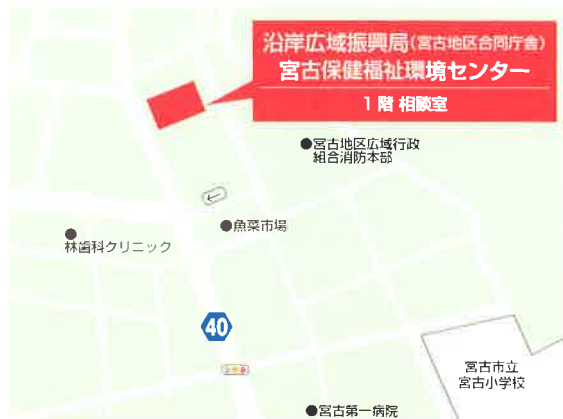 沿岸広域振興局(宮古地区合同庁舎)
宮古保健福祉環境センター
1階 相談室
●宮古地区広域行政
組合消防本部
←
●魚菜市場
●
林歯科クリニック
40
宮古市立
宮古小学校
●宮古第一病院